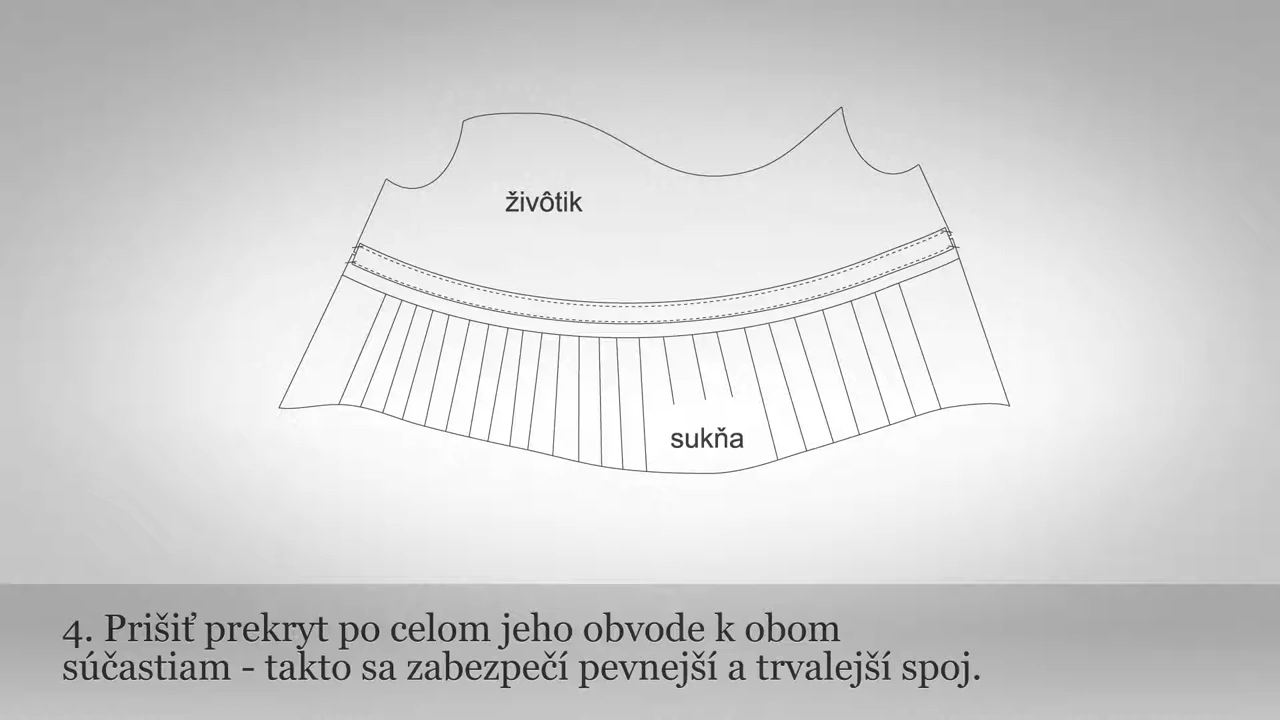 živôtik
sukňa
4. Prišiť prekryt po celom jeho obvode k obom
súčastiam - takto sa zabezpečí pevnejší a trvalejší spoj.